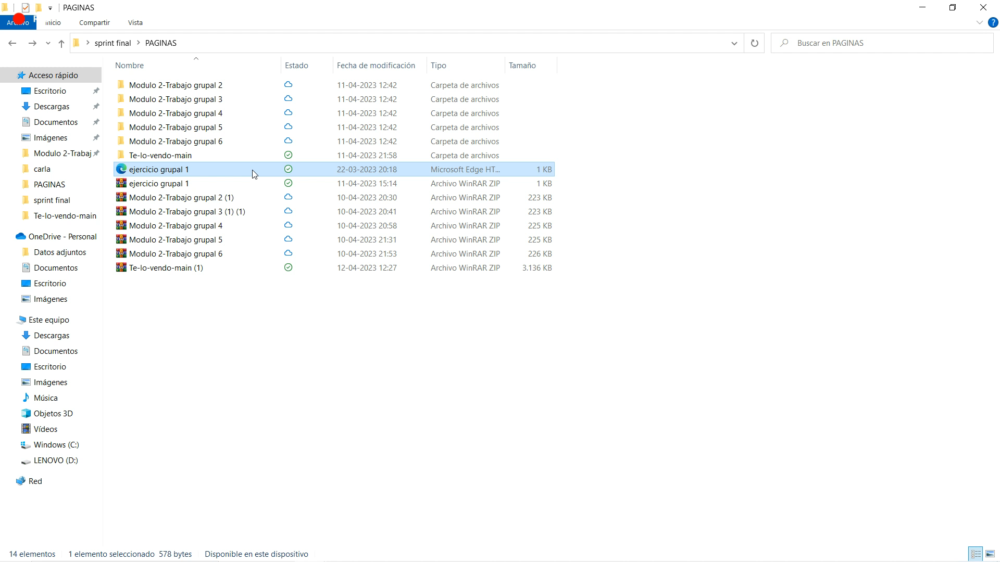 PAGINAS
Archivo Inicio Compartir Vista
sprint final PAGINAS
Buscar en PAGINAS
Nombre Estado Fecha de modificación Tipo Tamaño
Acceso rápido
Escritorio
Descargas
Documentos
Imágenes
Modulo 2-Trabaj
carla
PAGINAS
sprint final
Te-lo-vendo-main
OneDrive - Personal
Datos adjuntos
Documentos
Escritorio
Imágenes
Este equipo
Descargas
Documentos
Escritorio
Imágenes
Música
Objetos 3D
Vídeos
Windows (C:)
LENOVO (D:)
Red
Modulo 2-Trabajo grupal 2 11-04-2023 12:42 Carpeta de archivos
Modulo 2-Trabajo grupal 3 11-04-2023 12:42 Carpeta de archivos
Modulo 2-Trabajo grupal 4 11-04-2023 12:42 Carpeta de archivos
Modulo 2-Trabajo grupal 5 11-04-2023 12:42 Carpeta de archivos
Modulo 2-Trabajo grupal 6 11-04-2023 12:42 Carpeta de archivos
Te-lo-vendo-main 11-04-2023 21:58 Carpeta de archivos
ejercicio grupal 1 22-03-2023 20:18 Microsoft Edge HT... 1 KB
ejercicio grupal 1 11-04-2023 15:14 Archivo WinRAR ZIP 1 KB
Modulo 2-Trabajo grupal 2 (1) 10-04-2023 20:30 Archivo WinRAR ZIP 223 KB
Modulo 2-Trabajo grupal 3 (1) (1) 10-04-2023 20:41 Archivo WinRAR ZIP 223 KB
Modulo 2-Trabajo grupal 4 10-04-2023 20:58 Archivo WinRAR ZIP 225 KB
Modulo 2-Trabajo grupal 5 10-04-2023 21:31 Archivo WinRAR ZIP 225 KB
Modulo 2-Trabajo grupal 6 10-04-2023 21:53 Archivo WinRAR ZIP 226 KB
Te-lo-vendo-main (1) 12-04-2023 12:27 Archivo WinRAR ZIP 3.136 KB
14 elementos 1 elemento seleccionado 578 bytes Disponible en este dispositivo